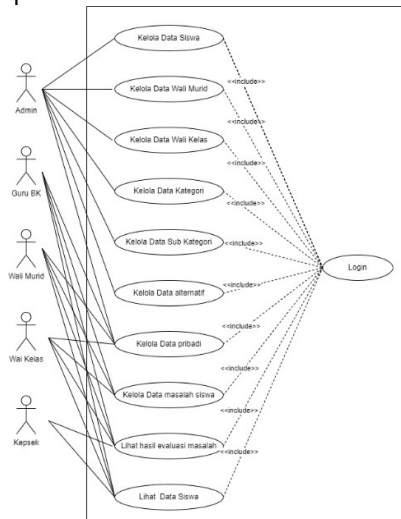 Kelola Data Siswa
<<include>>
Kelola Data Wali Murid
Admin
<<include>>
Kelola Data Wali Kelas
<<include>>
Guru BK
Kelola Data Kategori
<<include>>
Kelola Data Sub Kategori
<<include>>
Wali Murid
Login
Kelola Data alternatif
<<include>>
Kelola Data pribadi
<<include>>
Wai Kelas
Kelola Data masalah siswa
<<include>>
<<include>>
Kepsek
Lihat hasil evaluasi masalah
<<include>>
Lihat Data Siswa